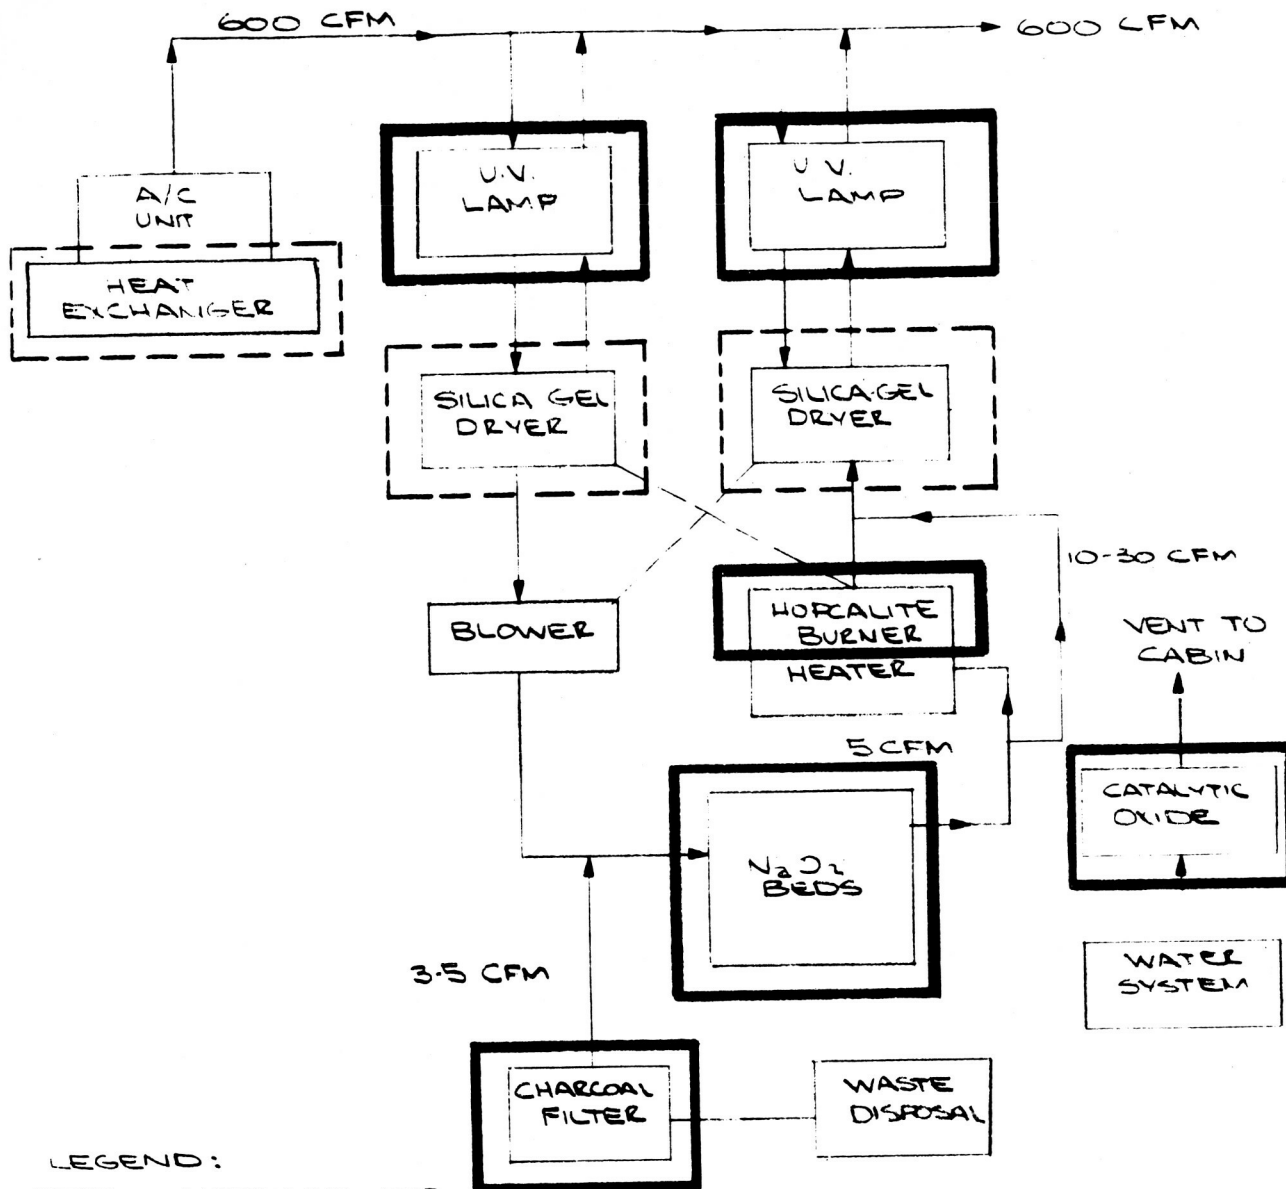 600 CFM
600 CFM
A/C
UNIT
HEAT
EXCHANGER
U.V.
LAMP
U.V.
LAMP
SILICA GEL
DRYER
SILICA-GEL
DRYER
BLOWER
HOPCALITE
BURNER
HEATER
10-30 CFM
VENT TO
CABIN
5 CFM
CATALYTIC
OXIDE
NaO2
BEDS
3-5 CFM
WATER
SYSTEM
CHARCOAL
FILTER
WASTE
DISPOSAL
LEGEND: